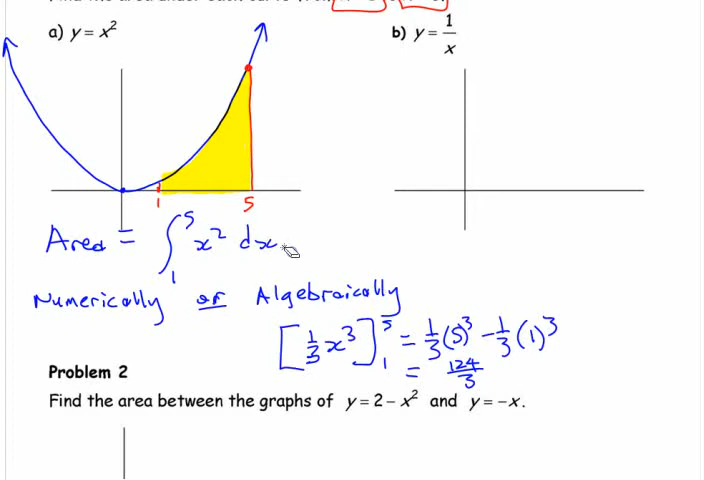 a) y = x²
b) y = 1/x
1
5
Area = ∫₁⁵ x² dx
Numerically or Algebraically
[⅓x³]₁⁵ = ⅓(5)³ − ⅓(1)³
= 124/3
Problem 2
Find the area between the graphs of y = 2 − x² and y = −x.